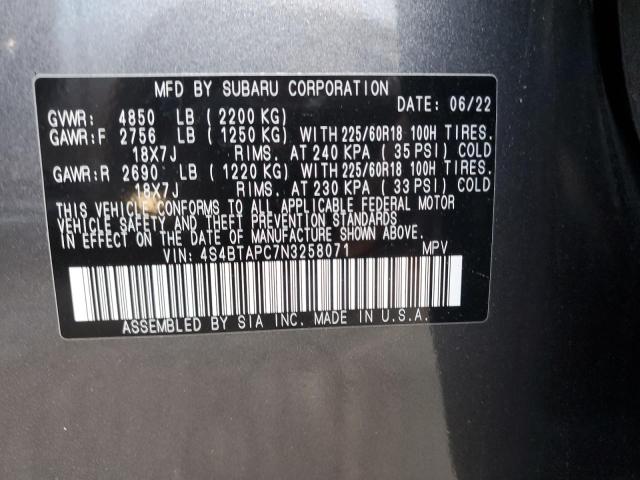 MFD BY SUBARU CORPORATION
GVWR: 4850 LB (2200 KG) DATE: 06/22
GAWR:F 2756 LB (1250 KG) WITH 225/60R18 100H TIRES.
18X7J RIMS. AT 240 KPA (35 PSI) COLD
GAWR:R 2690 LB (1220 KG) WITH 225/60R18 100H TIRES.
18X7J RIMS. AT 230 KPA (33 PSI) COLD
THIS VEHICLE CONFORMS TO ALL APPLICABLE FEDERAL MOTOR
VEHICLE SAFETY AND THEFT PREVENTION STANDARDS
IN EFFECT ON THE DATE OF MANUFACTURE SHOWN ABOVE.
VIN: 4S4BTAPC7N3258071 MPV
ASSEMBLED BY SIA INC. MADE IN U.S.A.